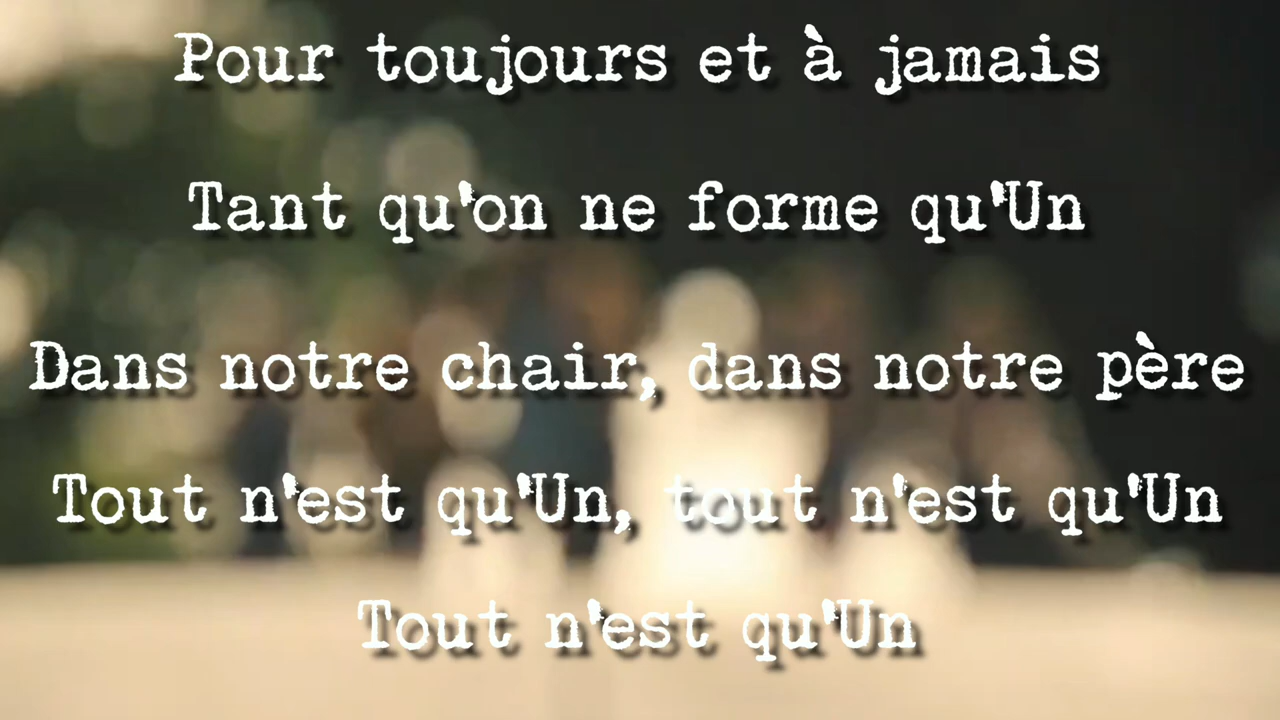 Pour toujours et à jamais
Tant qu'on ne forme qu'Un
Dans notre chair, dans notre père
Tout n'est qu'Un, tout n'est qu'Un
Tout n'est qu'Un